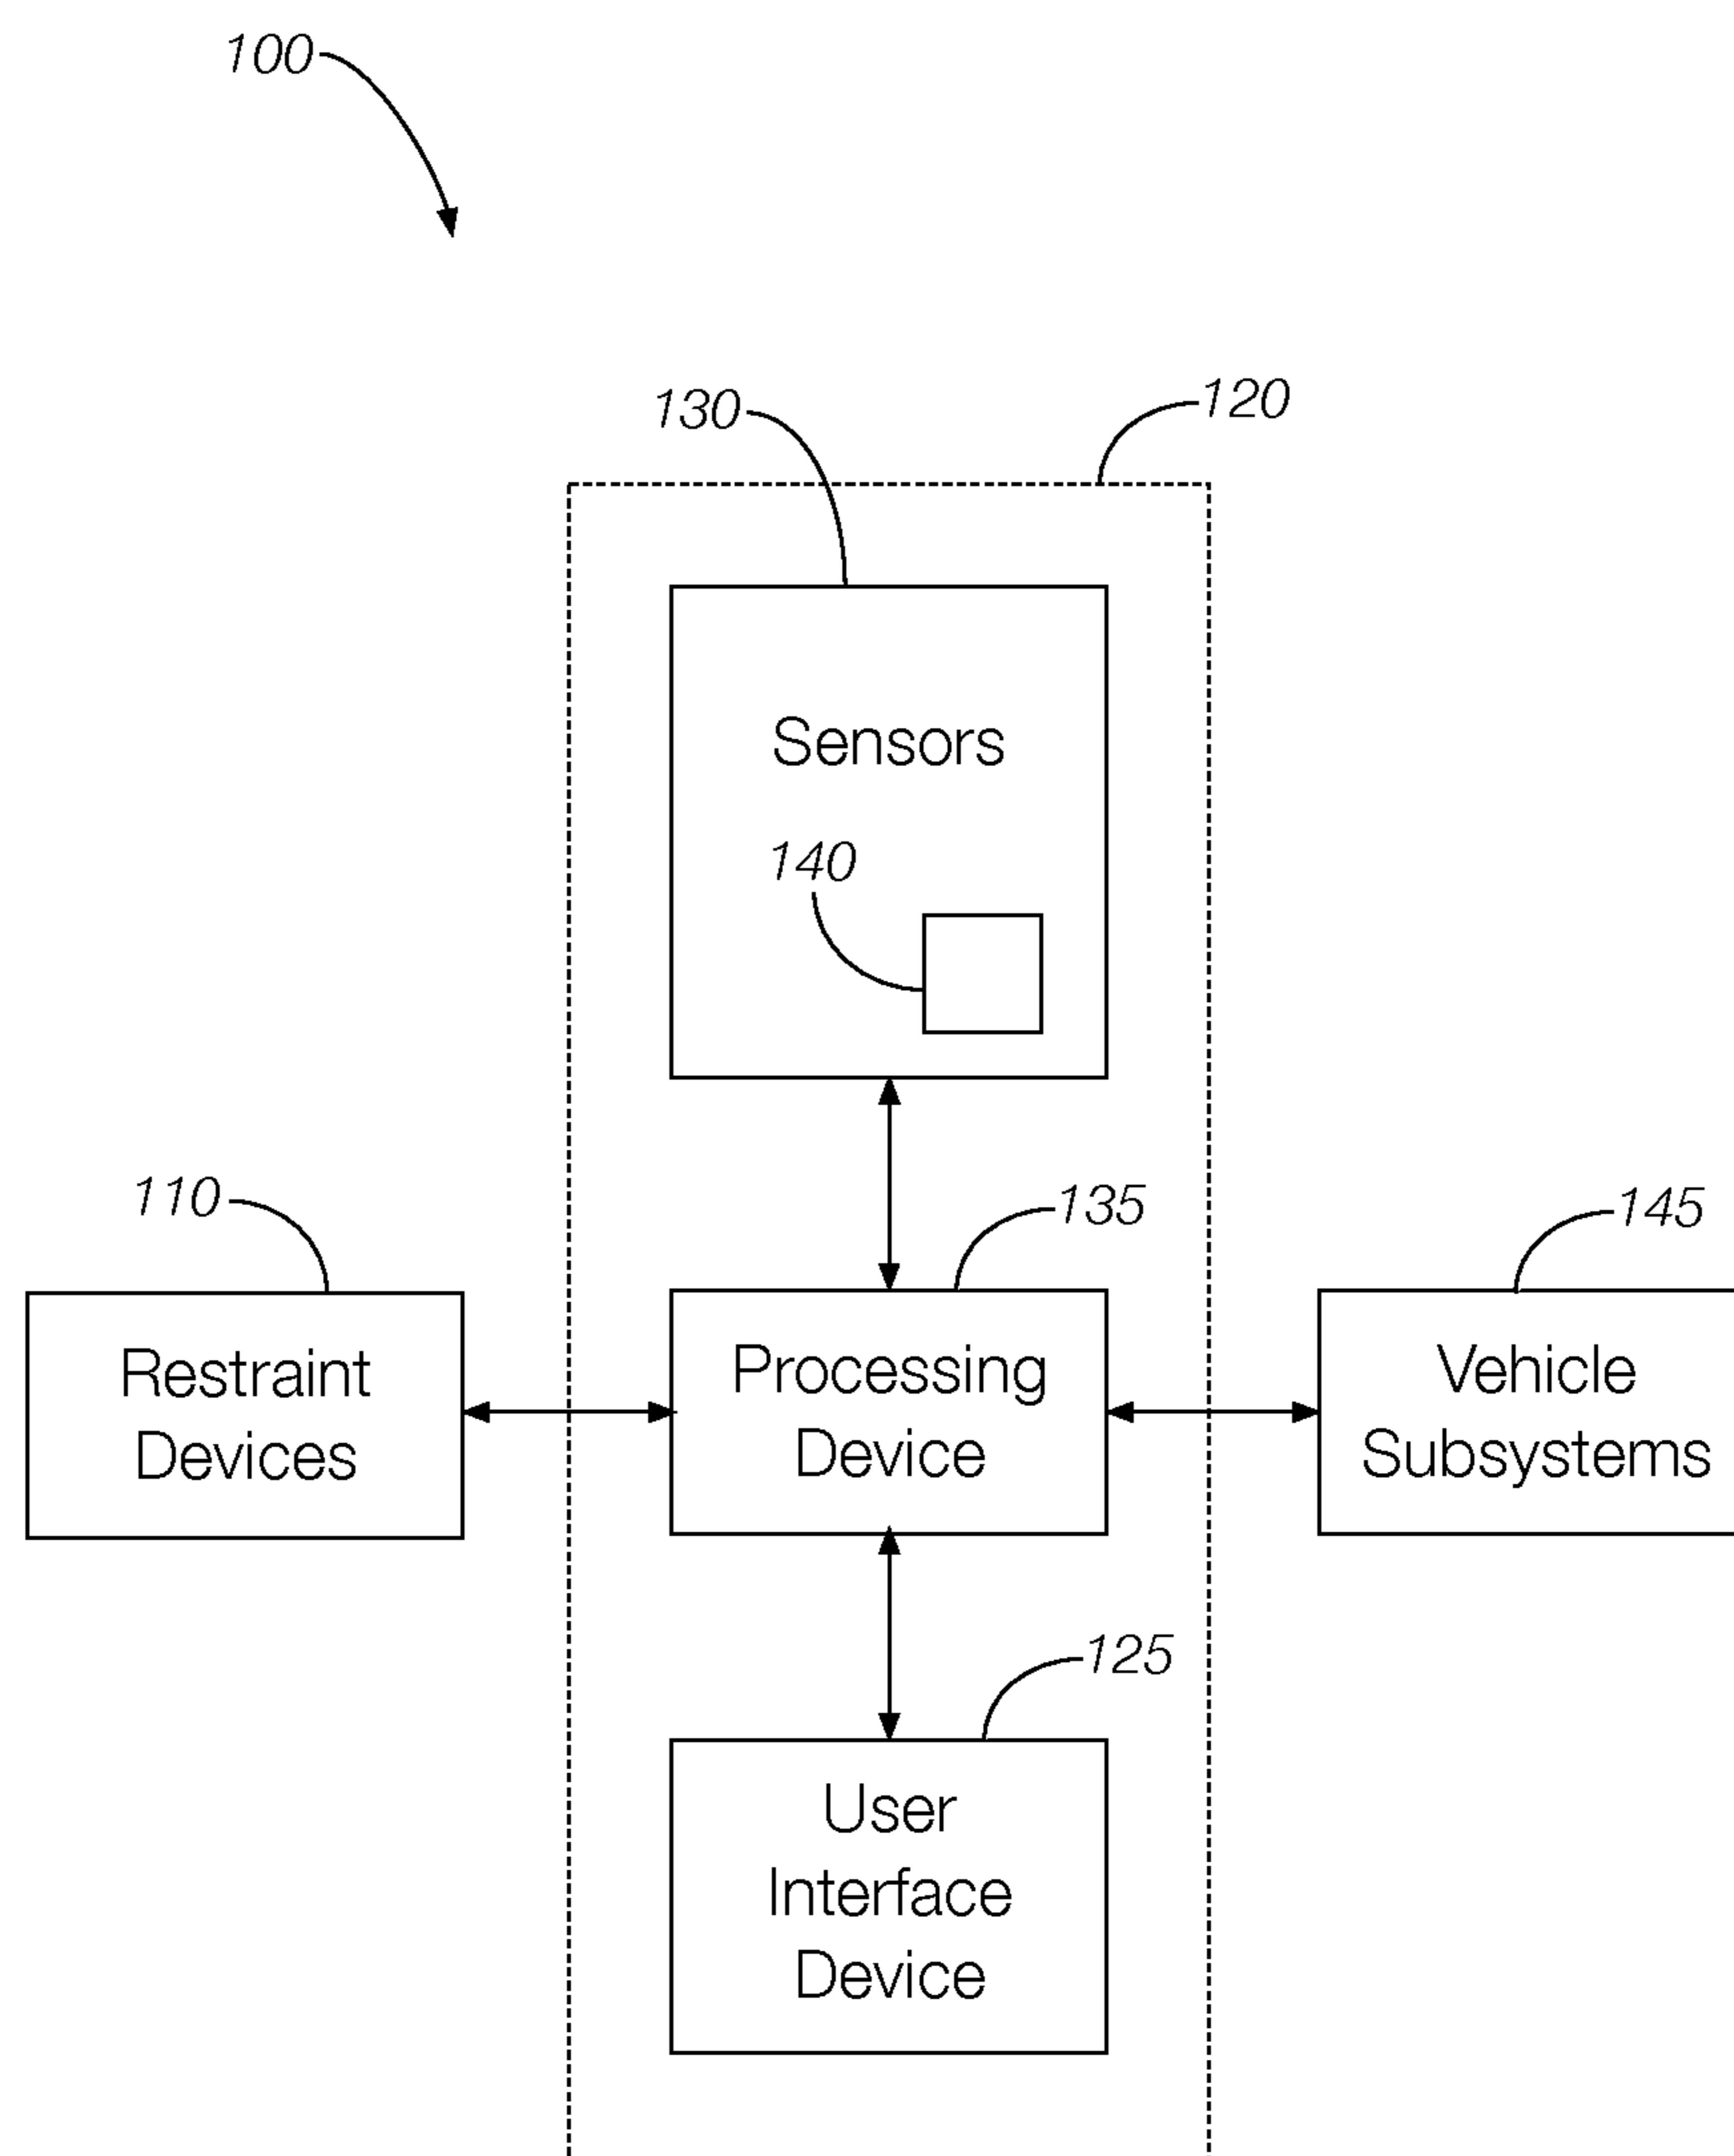 100
130
120
Sensors
140
110
135
145
Restraint
Devices
Processing
Device
Vehicle
Subsystems
125
User
Interface
Device